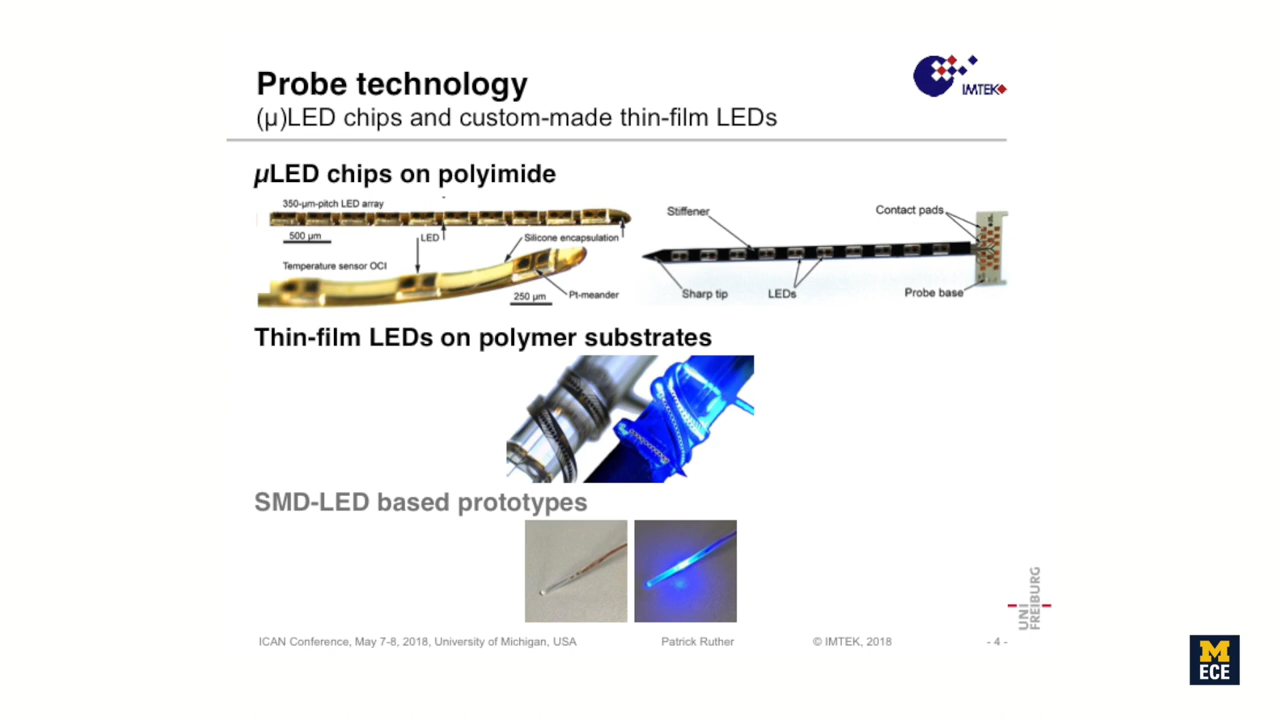 Probe technology
(µ)LED chips and custom-made thin-film LEDs
IMTEK
µLED chips on polyimide
350-µm-pitch LED array
500 µm
LED
Silicone encapsulation
Temperature sensor OCI
250 µm
Pt-meander
Stiffener
Contact pads
Sharp tip
LEDs
Probe base
Thin-film LEDs on polymer substrates
SMD-LED based prototypes
UNI
FREIBURG
ICAN Conference, May 7-8, 2018, University of Michigan, USA
Patrick Ruther
© IMTEK, 2018
- 4 -
M
ECE